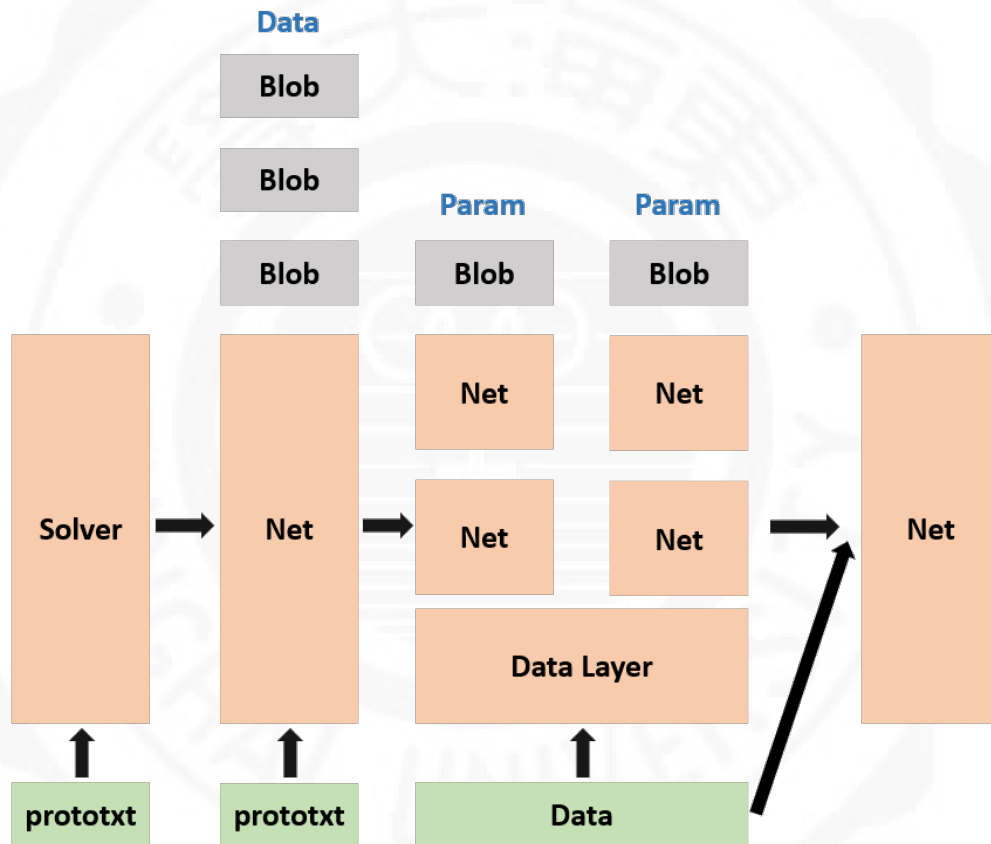 Data
Blob
Blob
Param
Param
Blob
Blob
Blob
Net
Net
Solver
Net
Net
Net
Net
Data Layer
prototxt
prototxt
Data